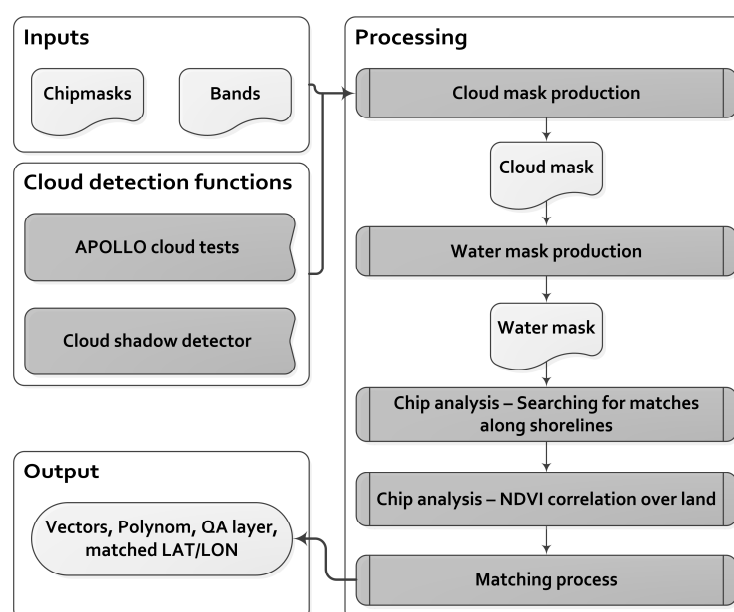 Inputs
Chipmasks
Bands
Cloud detection functions
APOLLO cloud tests
Cloud shadow detector
Output
Vectors, Polynom, QA layer,
matched LAT/LON
Processing
Cloud mask production
Cloud mask
Water mask production
Water mask
Chip analysis – Searching for matches
along shorelines
Chip analysis – NDVI correlation over land
Matching process